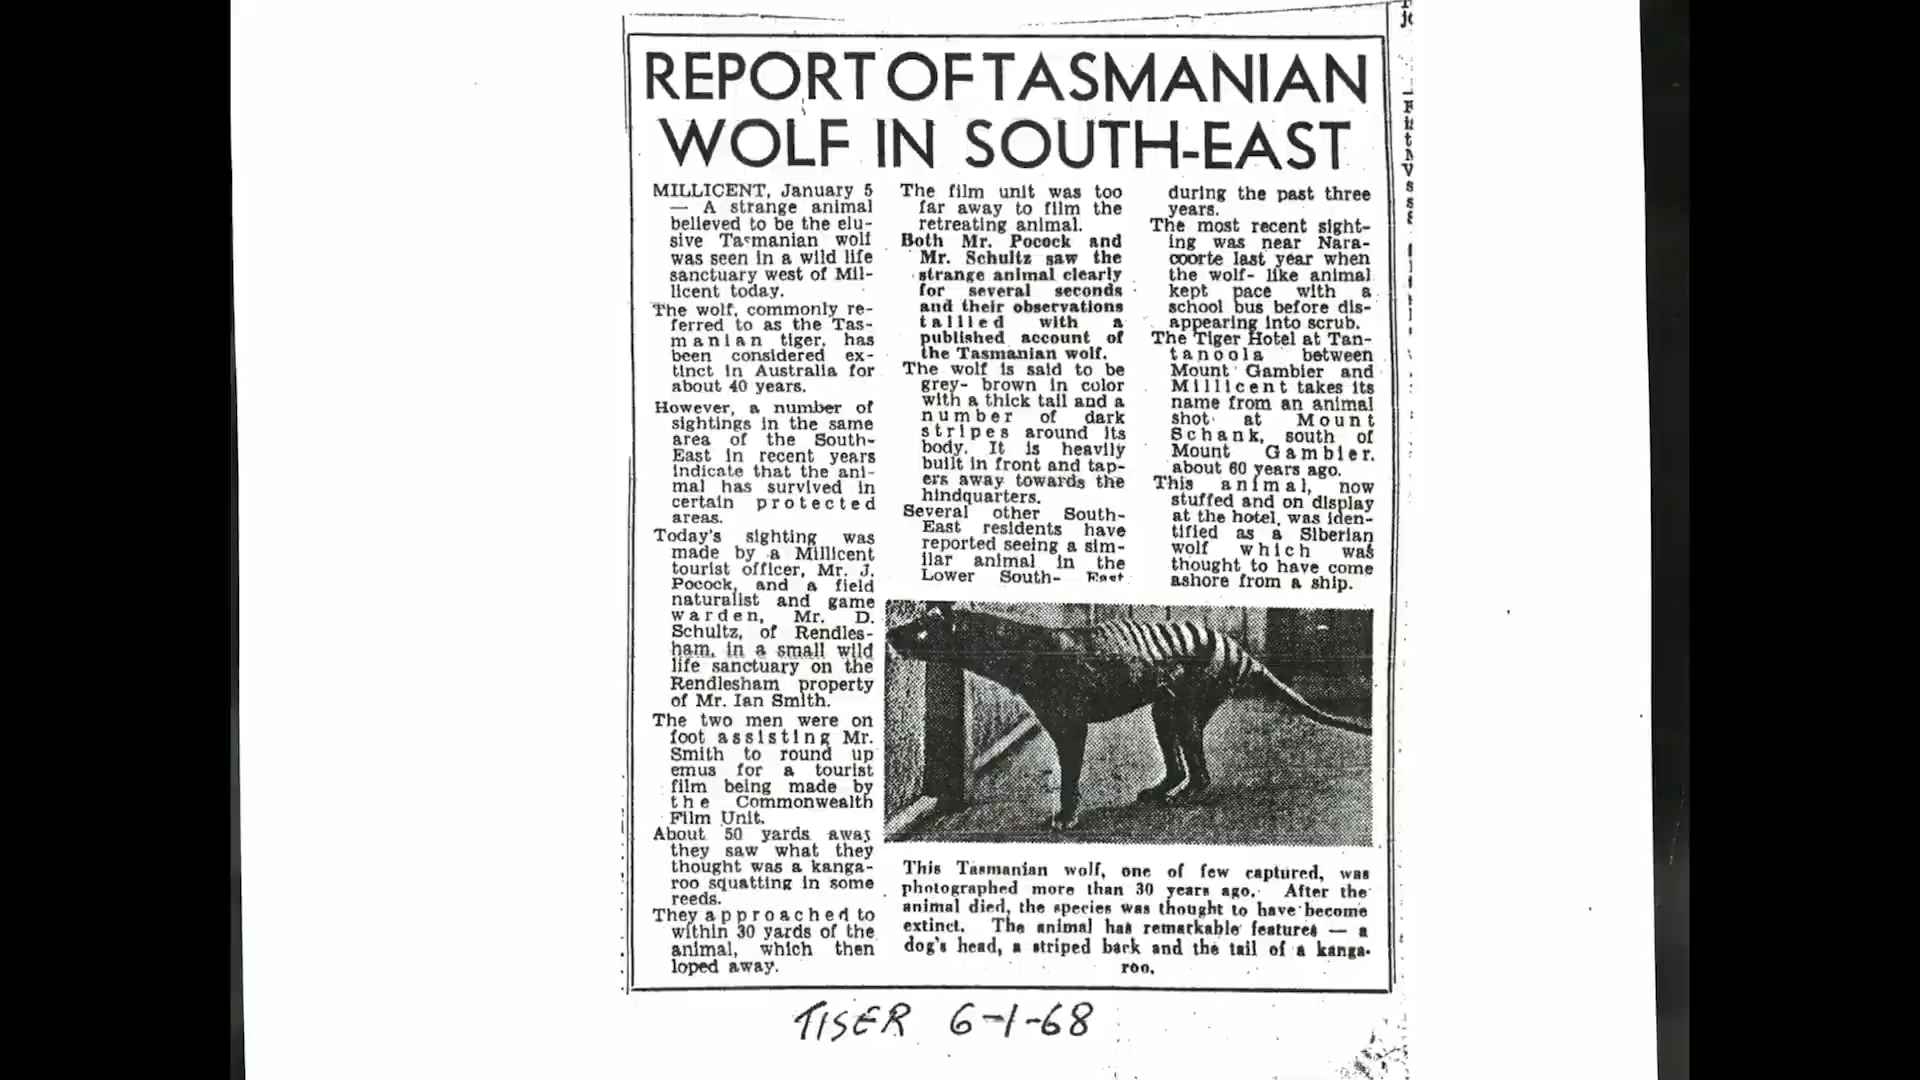 REPORT OF TASMANIAN
WOLF IN SOUTH-EAST
MILLICENT, January 5
— A strange animal
believed to be the elu-
sive Tasmanian wolf
was seen in a wild life
sanctuary west of Mil-
licent today.
The wolf, commonly re-
ferred to as the Tas-
manian tiger, has
been considered ex-
tinct in Australia for
about 40 years.
However, a number of
sightings in the same
area of the South-
East in recent years
indicate that the ani-
mal has survived in
certain protected
areas.
Today's sighting was
made by a Millicent
tourist officer, Mr. J.
Pocock, and a field
naturalist and game
warden, Mr. D.
Schultz, of Rendles-
ham, in a small wild
life sanctuary on the
Rendlesham property
of Mr. Ian Smith.
The two men were on
foot assisting Mr.
Smith to round up
emus for a tourist
film being made by
the Commonwealth
Film Unit.
About 50 yards away
they saw what they
thought was a kanga-
roo squatting in some
reeds.
They approached to
within 30 yards of the
animal, which then
loped away.
The film unit was too
far away to film the
retreating animal.
Both Mr. Pocock and
Mr. Schultz saw the
strange animal clearly
for several seconds
and their observations
tallied with a
published account of
the Tasmanian wolf.
The wolf is said to be
grey- brown in color
with a thick tail and a
number of dark
stripes around its
body. It is heavily
built in front and tap-
ers away towards the
hindquarters.
Several other South-
East residents have
reported seeing a sim-
ilar animal in the
Lower South- East
during the past three
years.
The most recent sight-
ing was near Nara-
coorte last year when
the wolf- like animal
kept pace with a
school bus before dis-
appearing into scrub.
The Tiger Hotel at Tan-
tanoola between
Mount Gambier and
Millicent takes its
name from an animal
shot at Mount
Schank, south of
Mount Gambier,
about 60 years ago.
This animal, now
stuffed and on display
at the hotel, was iden-
tified as a Siberian
wolf which was
thought to have come
ashore from a ship.
This Tasmanian wolf, one of few captured, was
photographed more than 30 years ago. After the
animal died, the species was thought to have become
extinct. The animal has remarkable features — a
dog's head, a striped back and the tail of a kanga-
roo.
TISER 6-1-68